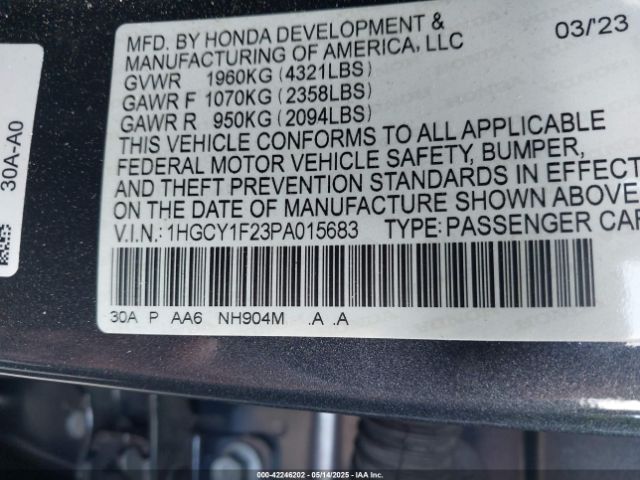 MFD. BY HONDA DEVELOPMENT & 03/'23
MANUFACTURING OF AMERICA, LLC
GVWR 1960KG (4321LBS)
GAWR F 1070KG (2358LBS)
GAWR R 950KG (2094LBS)
THIS VEHICLE CONFORMS TO ALL APPLICABLE
FEDERAL MOTOR VEHICLE SAFETY, BUMPER,
AND THEFT PREVENTION STANDARDS IN EFFECT
ON THE DATE OF MANUFACTURE SHOWN ABOVE.
V.I.N.: 1HGCY1F23PA015683 TYPE: PASSENGER CAR
30A P AA6 NH904M .A .A
30A-A0
000-42246202 - 05/14/2025 - IAA Inc.